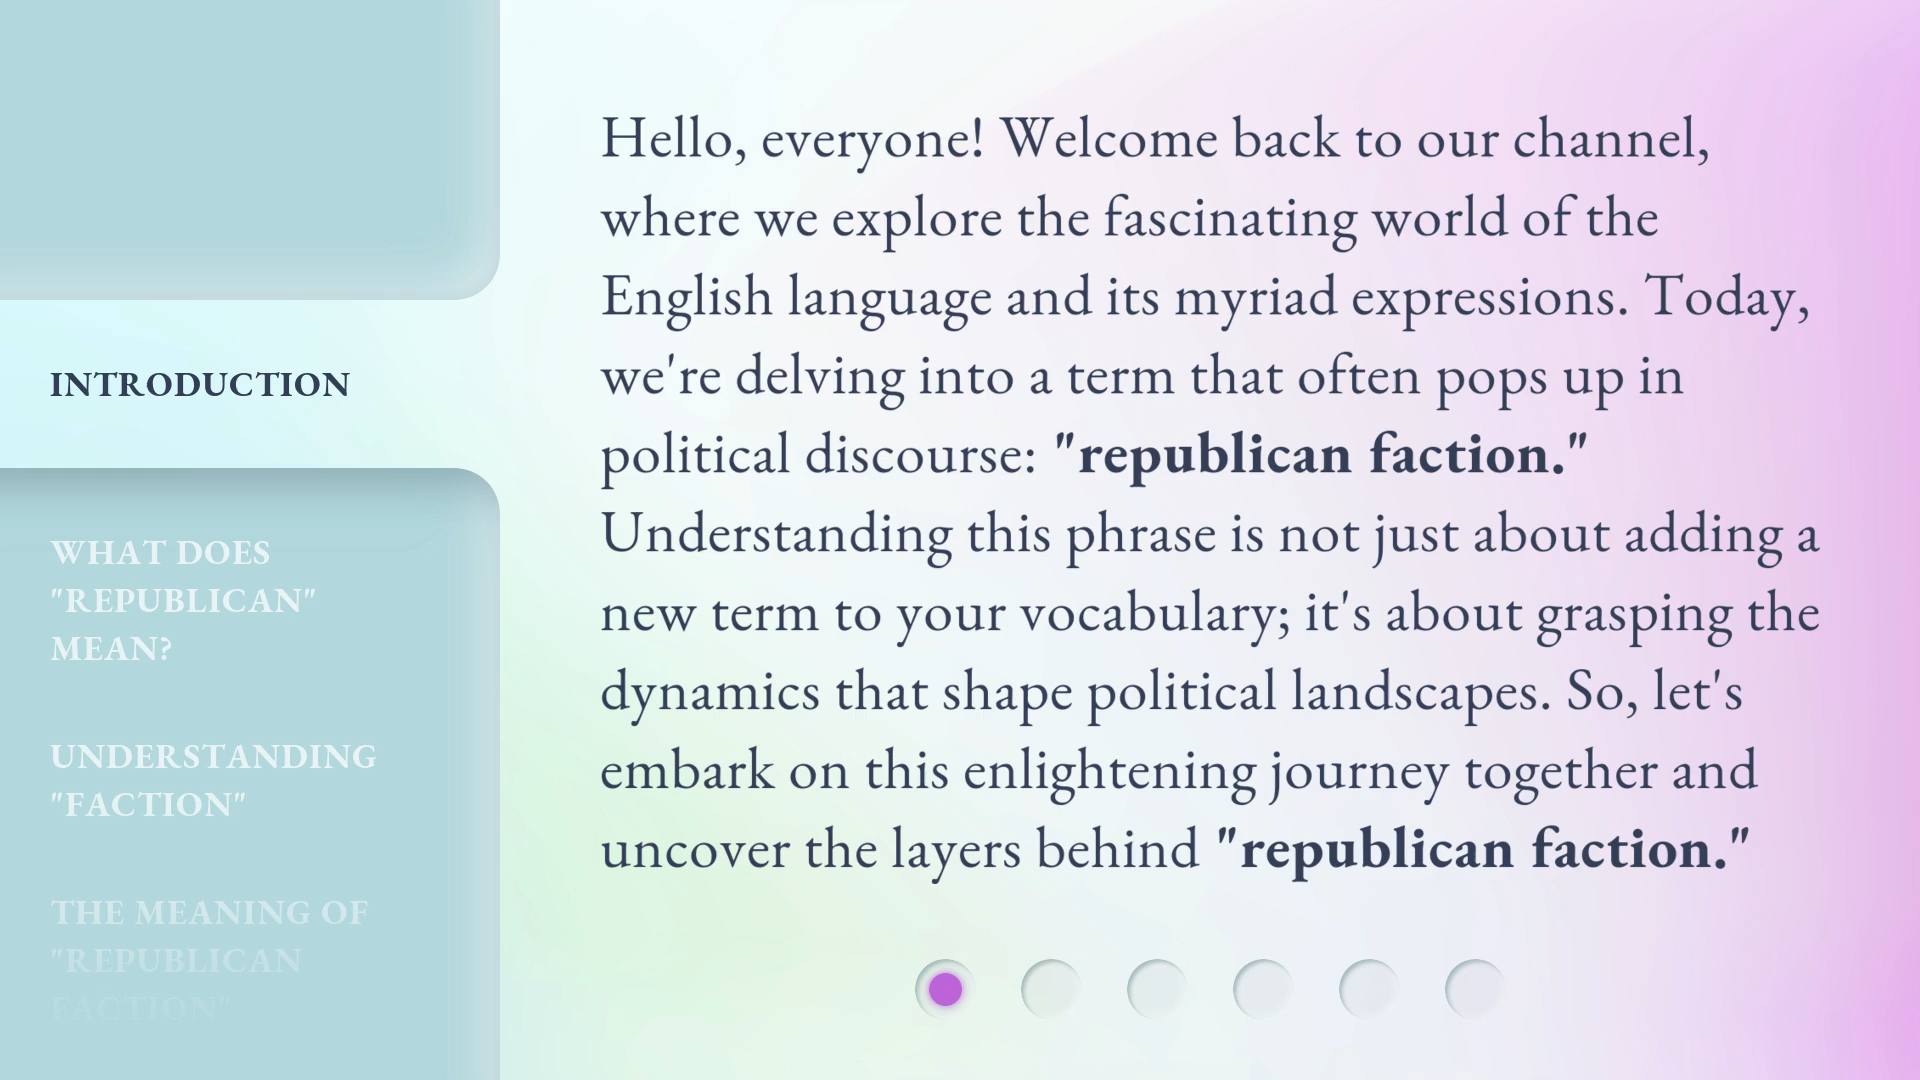 INTRODUCTION
WHAT DOES
"REPUBLICAN"
MEAN?
UNDERSTANDING
"FACTION"
THE MEANING OF
"REPUBLICAN
FACTION"
Hello, everyone! Welcome back to our channel,
where we explore the fascinating world of the
English language and its myriad expressions. Today,
we're delving into a term that often pops up in
political discourse: "republican faction."
Understanding this phrase is not just about adding a
new term to your vocabulary; it's about grasping the
dynamics that shape political landscapes. So, let's
embark on this enlightening journey together and
uncover the layers behind "republican faction."